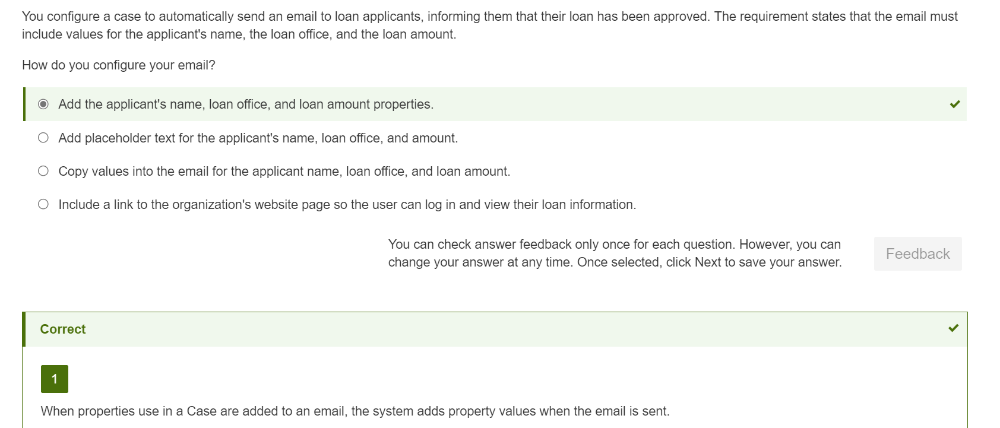 You configure a case to automatically send an email to loan applicants, informing them that their loan has been approved. The requirement states that the email must
include values for the applicant's name, the loan office, and the loan amount.
How do you configure your email?
Add the applicant's name, loan office, and loan amount properties.
Add placeholder text for the applicant's name, loan office, and amount.
Copy values into the email for the applicant name, loan office, and loan amount.
Include a link to the organization's website page so the user can log in and view their loan information.
You can check answer feedback only once for each question. However, you can
change your answer at any time. Once selected, click Next to save your answer.
Feedback
Correct
1
When properties use in a Case are added to an email, the system adds property values when the email is sent.